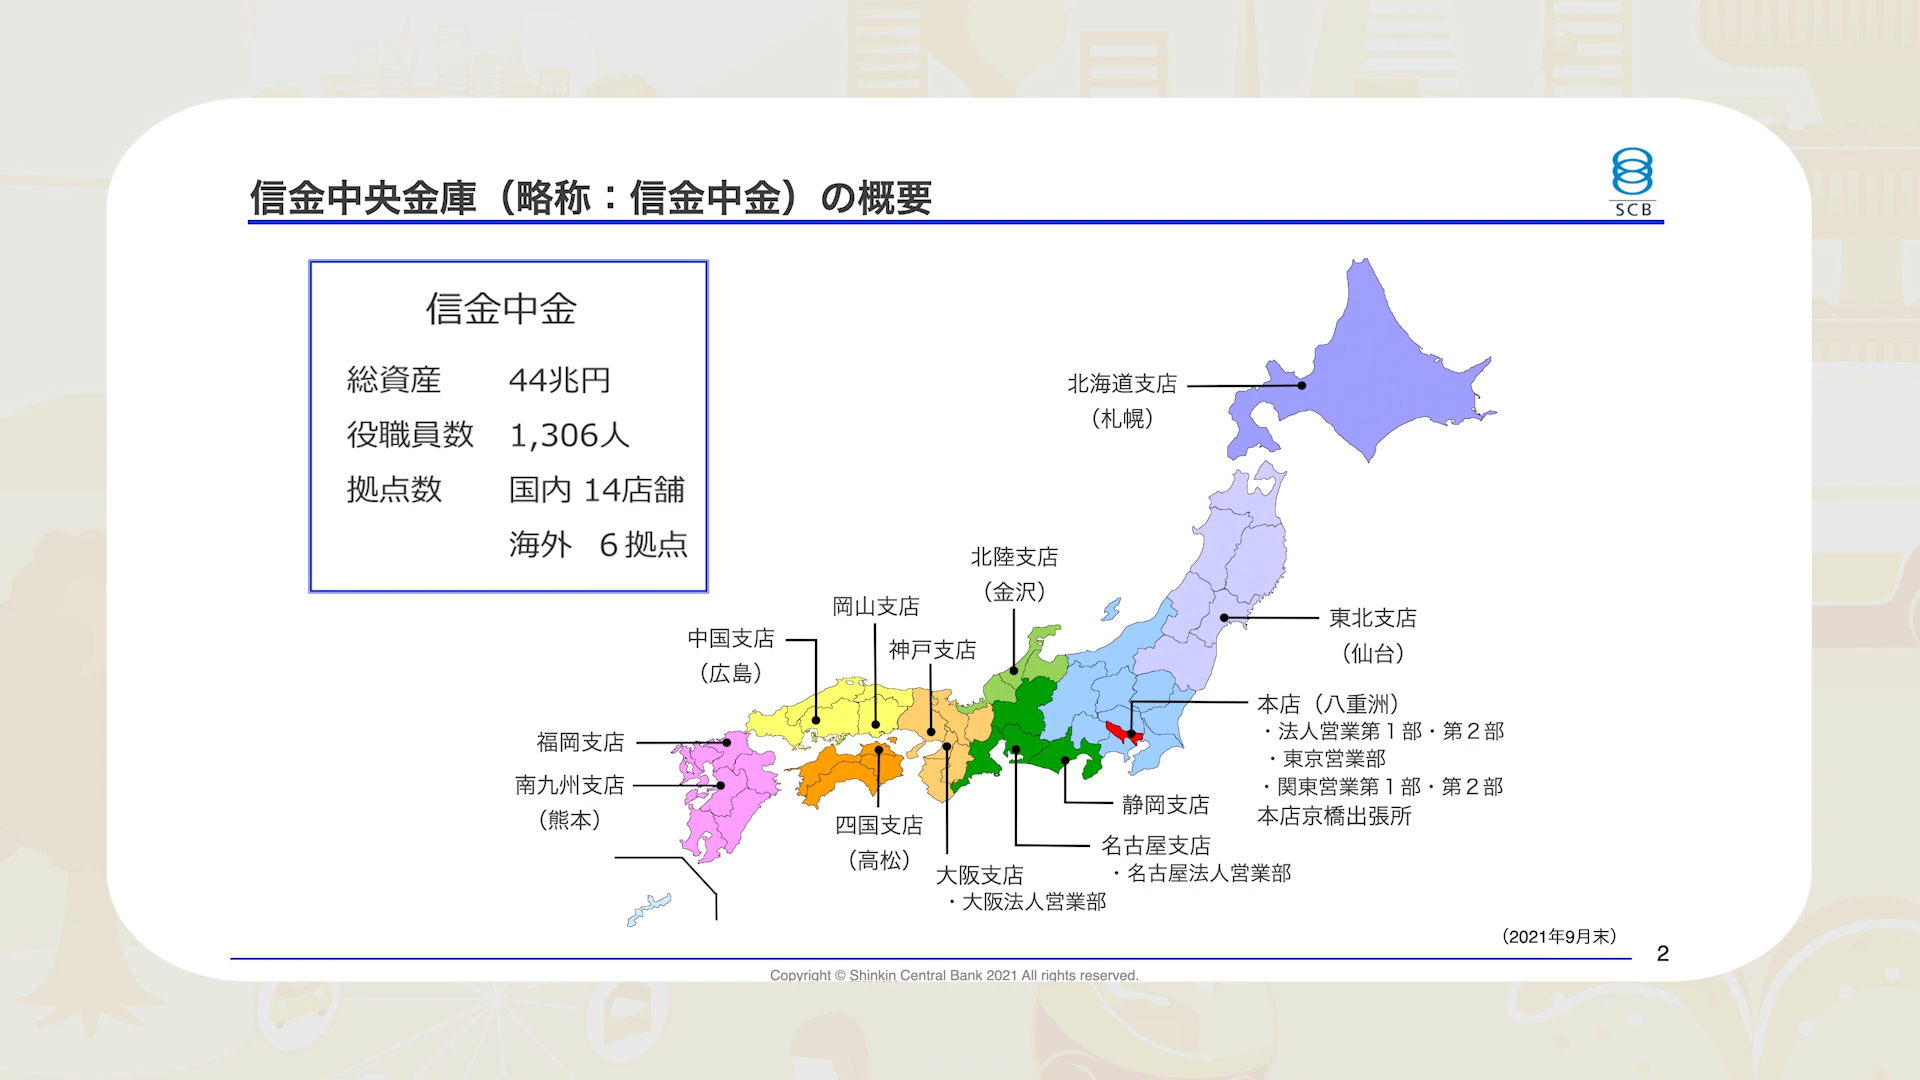 信金中央金庫（略称：信金中金）の概要
SCB
信金中金
総資産 44兆円
役職員数 1,306人
拠点数 国内 14店舗
海外 ６拠点
北海道支店
（札幌）
北陸支店
（金沢）
岡山支店
中国支店
（広島）
神戸支店
東北支店
（仙台）
本店（八重洲）
・法人営業第１部・第２部
・東京営業部
・関東営業第１部・第２部
本店京橋出張所
福岡支店
南九州支店
（熊本）
静岡支店
四国支店
（高松）
名古屋支店
・名古屋法人営業部
大阪支店
・大阪法人営業部
（2021年9月末）
2
Copyright © Shinkin Central Bank 2021 All rights reserved.